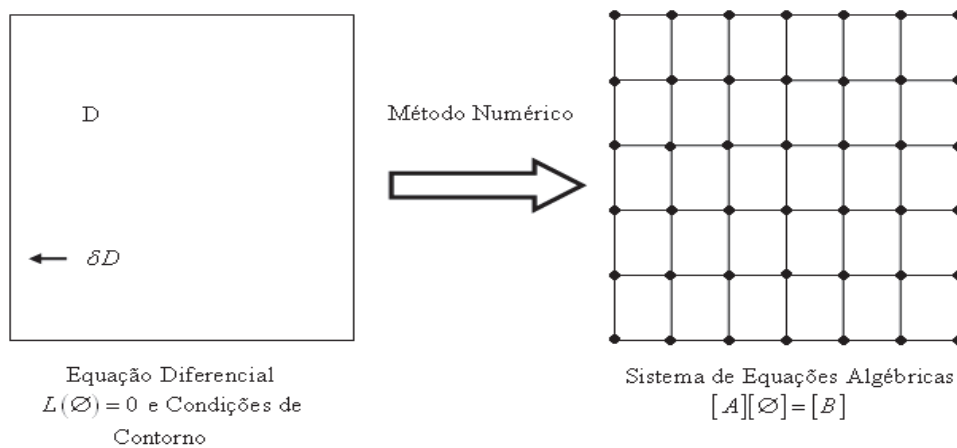 D
δD
Método Numérico
Equação Diferencial
L(∅) = 0 e Condições de
Contorno
Sistema de Equações Algébricas
[A][∅]=[B]